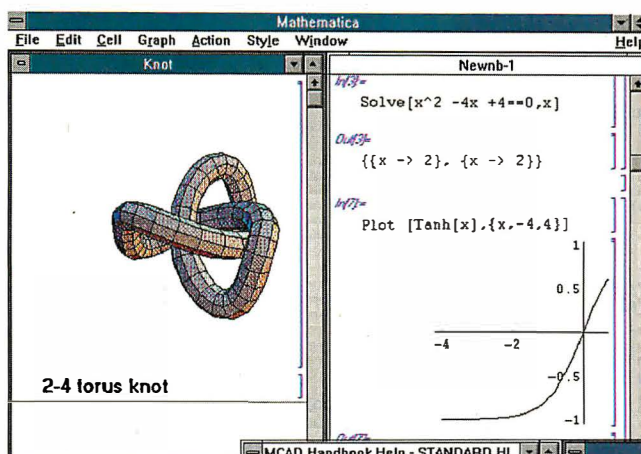 Mathematica
File Edit Cell Graph Action Style Window Help
Knot
2-4 torus knot
Newnb-1
In[3]=
Solve[x^2 -4x +4==0,x]
Out[3]=
{{x -> 2}, {x -> 2}}
In[7]=
Plot [Tanh[x],{x,-4,4}]
1
0.5
-4 -2
-0.5
-1
Out[7]=
MCAD Handbook Help - STANDARD.HL